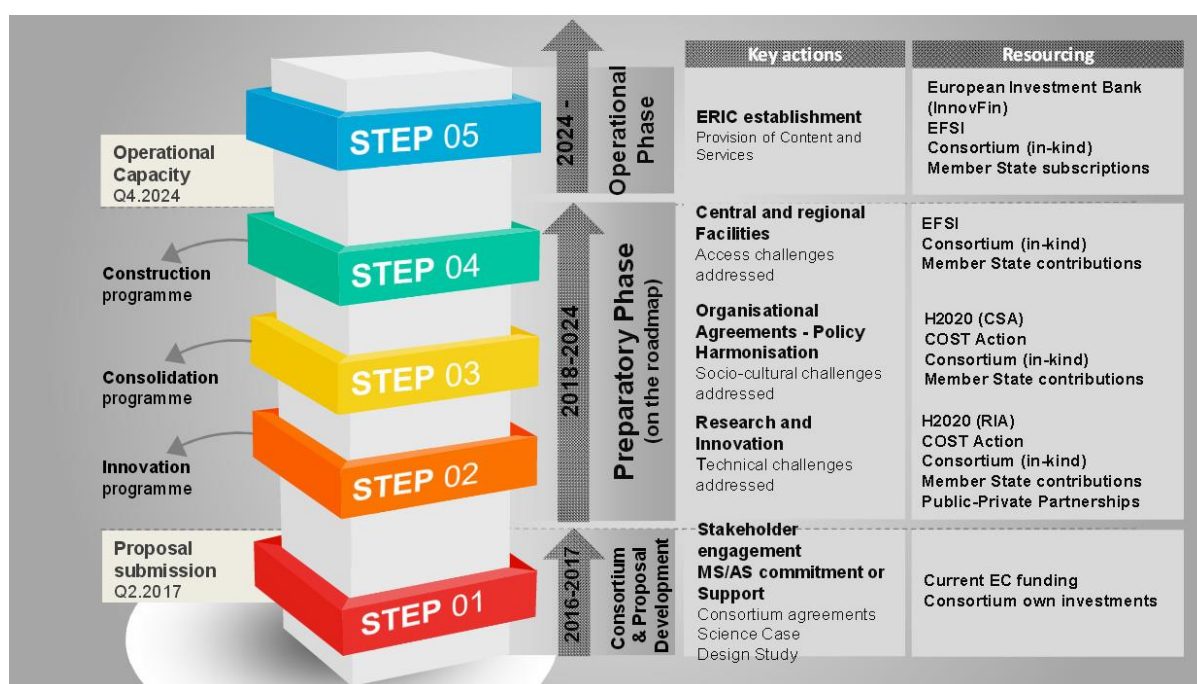 Key actions
Resourcing
STEP 05
Operational
Capacity
Q4.2024
2024 -
Operational
Phase
ERIC establishment
Provision of Content and
Services
European Investment Bank
(InnovFin)
EFSI
Consortium (in-kind)
Member State subscriptions
STEP 04
Construction
programme
STEP 03
Consolidation
programme
STEP 02
Innovation
programme
2018-2024
Preparatory Phase
(on the roadmap)
Central and regional
Facilities
Access challenges
addressed
EFSI
Consortium (in-kind)
Member State contributions
Organisational
Agreements - Policy
Harmonisation
Socio-cultural challenges
addressed
H2020 (CSA)
COST Action
Consortium (in-kind)
Member State contributions
Research and
Innovation
Technical challenges
addressed
H2020 (RIA)
COST Action
Consortium (in-kind)
Member State contributions
Public-Private Partnerships
Proposal
submission
Q2.2017
STEP 01
2016-2017
Consortium
& Proposal
Development
Stakeholder
engagement
MS/AS commitment or
Support
Consortium agreements
Science Case
Design Study
Current EC funding
Consortium own investments